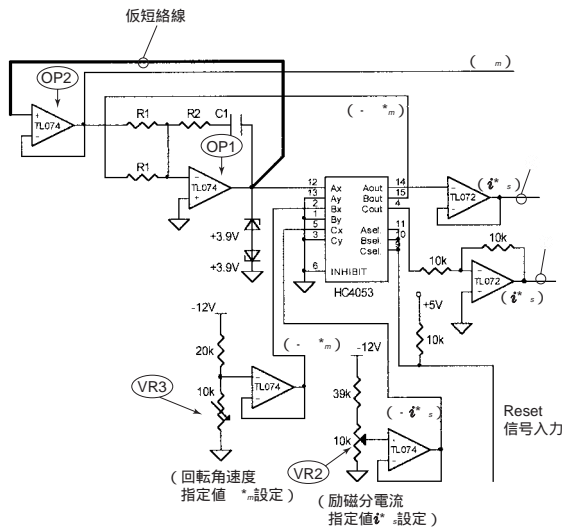 仮短絡線
OP2
( m)
+
TL074
−
R1
R2
C1
(- *m)
OP1
R1
−
TL074
+
12 Ax
13 Ay
2 Bx
1 By
5 Cx
3 Cy
6 INHIBIT
Aout 14
Bout 15
Cout 4
Asel. 11
Bsel. 10
Csel. 9
HC4053
TL072
(i* s)
10k
10k
TL072
(i* s)
+3.9V
+3.9V
+5V
10k
-12V
20k
10k
VR3
TL074
(- *m)
-12V
39k
10k
VR2
(- i* s)
TL074
Reset
信号入力
(回転角速度
指定値 *m設定)
(励磁分電流
指定値i* s設定)